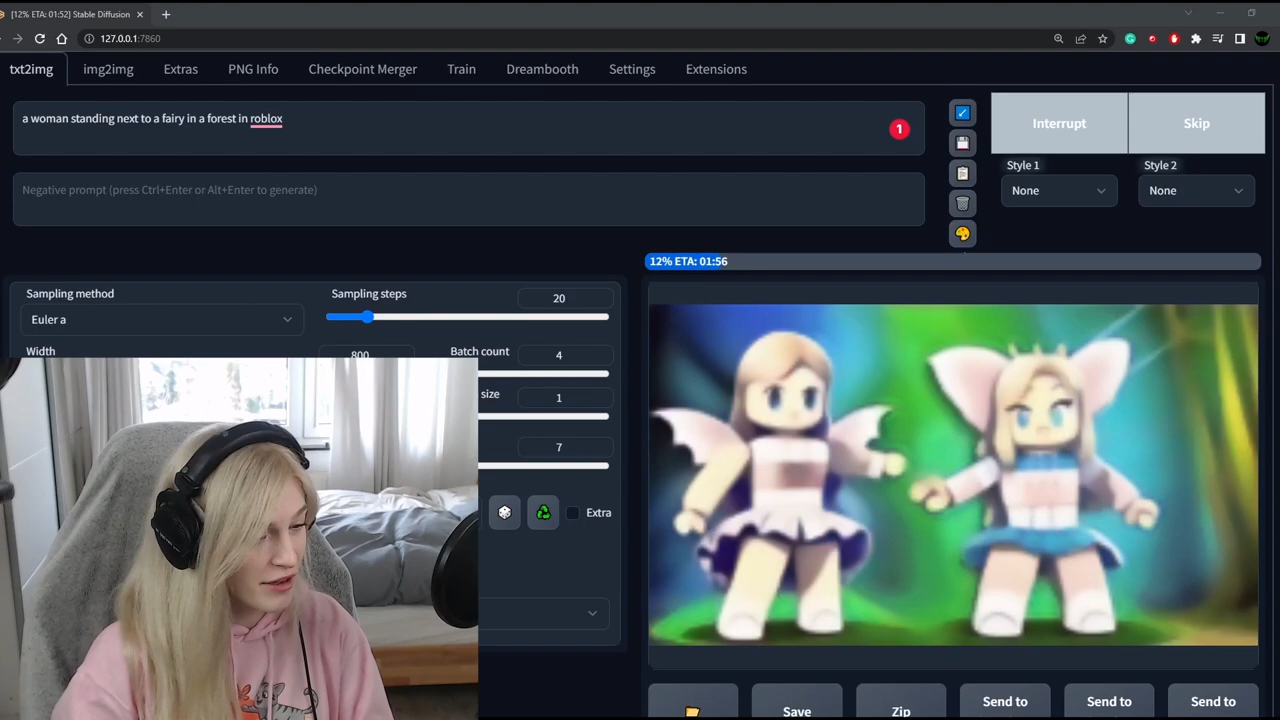 [12% ETA: 01:52] Stable Diffusion
127.0.0.1:7860
txt2img img2img Extras PNG Info Checkpoint Merger Train Dreambooth Settings Extensions
a woman standing next to a fairy in a forest in roblox
1
Interrupt Skip
Negative prompt (press Ctrl+Enter or Alt+Enter to generate)
Style 1 Style 2
None None
12% ETA: 01:56
Sampling method Sampling steps 20
Euler a
Width 800 Batch count 4
size 1
7
Extra
Save Zip Send to Send to Send to